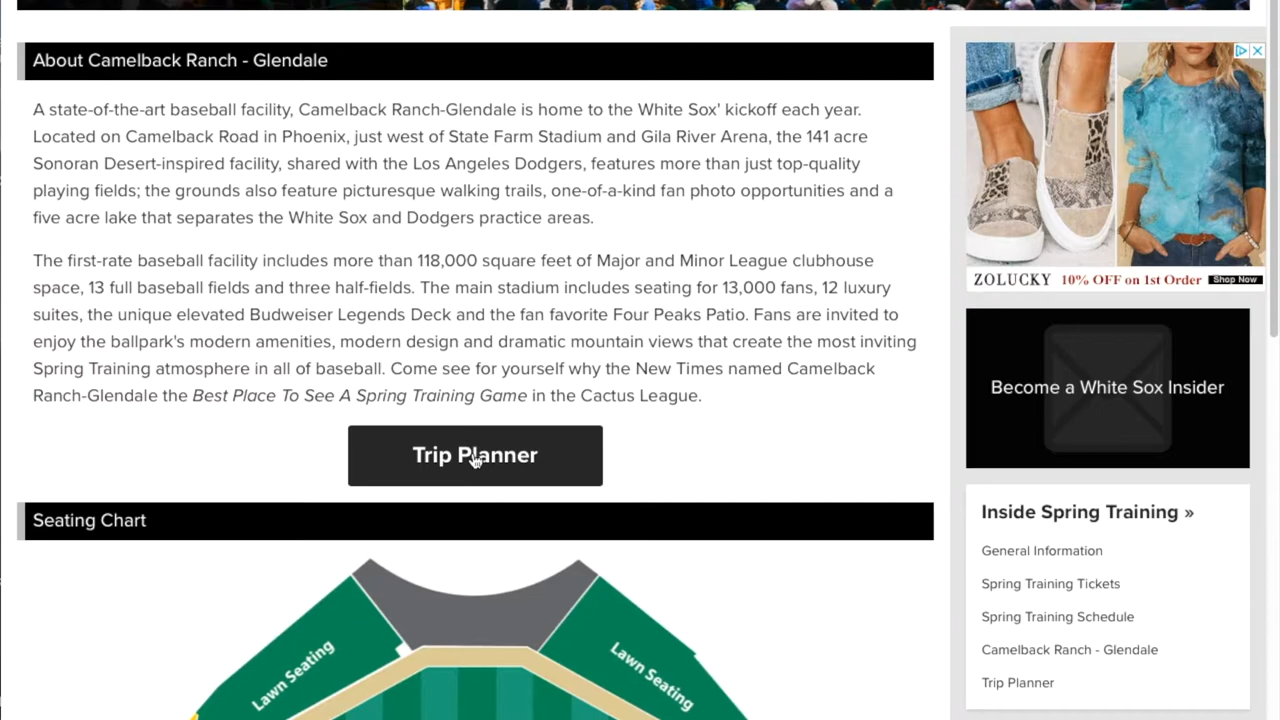 About Camelback Ranch - Glendale
A state-of-the-art baseball facility, Camelback Ranch-Glendale is home to the White Sox' kickoff each year.
Located on Camelback Road in Phoenix, just west of State Farm Stadium and Gila River Arena, the 141 acre
Sonoran Desert-inspired facility, shared with the Los Angeles Dodgers, features more than just top-quality
playing fields; the grounds also feature picturesque walking trails, one-of-a-kind fan photo opportunities and a
five acre lake that separates the White Sox and Dodgers practice areas.
The first-rate baseball facility includes more than 118,000 square feet of Major and Minor League clubhouse
space, 13 full baseball fields and three half-fields. The main stadium includes seating for 13,000 fans, 12 luxury
suites, the unique elevated Budweiser Legends Deck and the fan favorite Four Peaks Patio. Fans are invited to
enjoy the ballpark's modern amenities, modern design and dramatic mountain views that create the most inviting
Spring Training atmosphere in all of baseball. Come see for yourself why the New Times named Camelback
Ranch-Glendale the Best Place To See A Spring Training Game in the Cactus League.
Trip Planner
Seating Chart
Lawn Seating
Lawn Seating
ZOLUCKY 10% OFF on 1st Order Shop Now
Become a White Sox Insider
Inside Spring Training »
General Information
Spring Training Tickets
Spring Training Schedule
Camelback Ranch - Glendale
Trip Planner